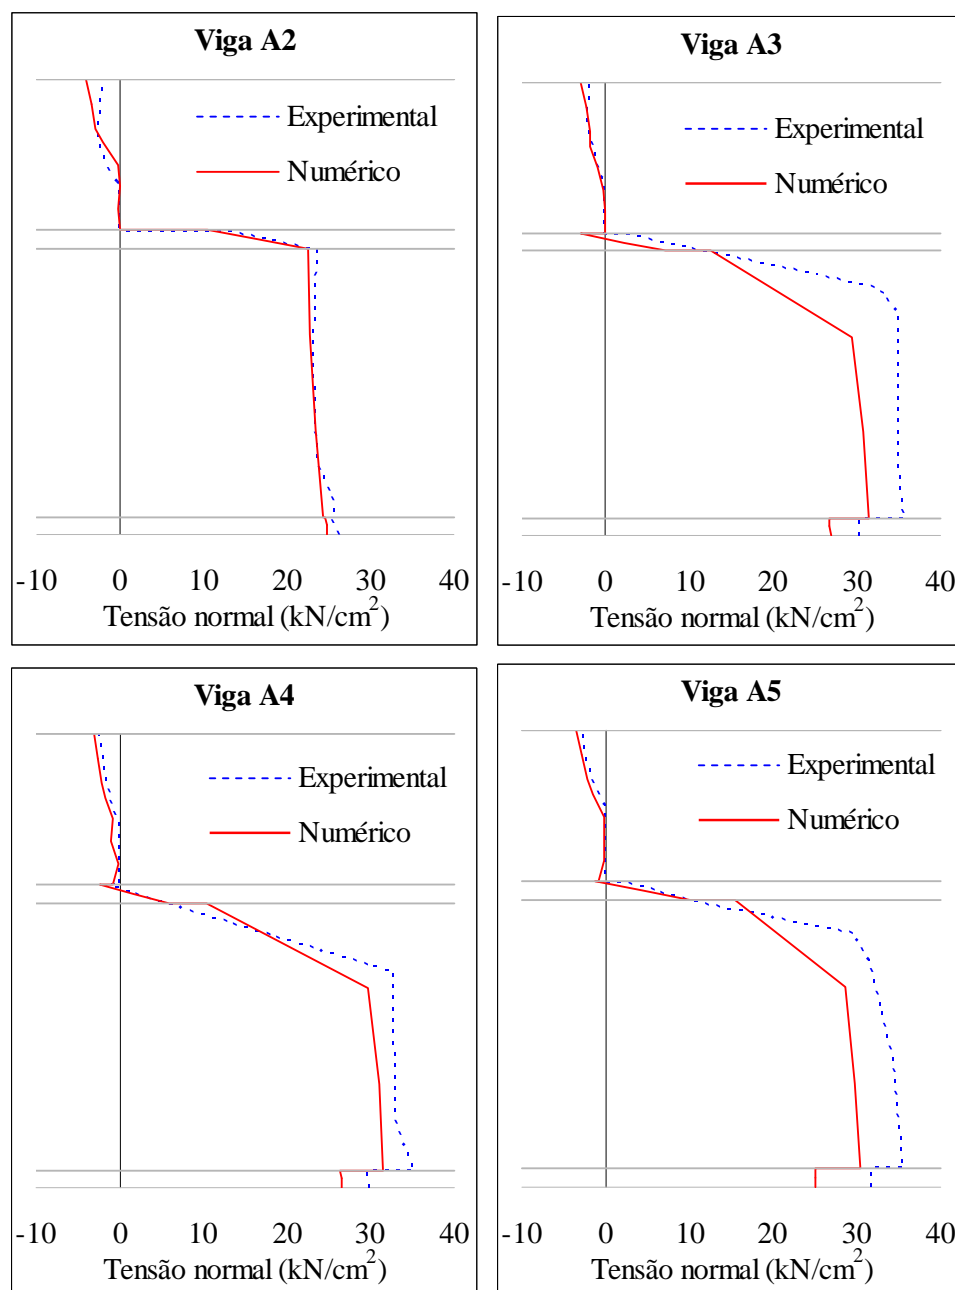 Viga A2
Experimental
Numérico
-10 0 10 20 30 40
Tensão normal (kN/cm²)
Viga A3
Experimental
Numérico
-10 0 10 20 30 40
Tensão normal (kN/cm²)
Viga A4
Experimental
Numérico
-10 0 10 20 30 40
Tensão normal (kN/cm²)
Viga A5
Experimental
Numérico
-10 0 10 20 30 40
Tensão normal (kN/cm²)